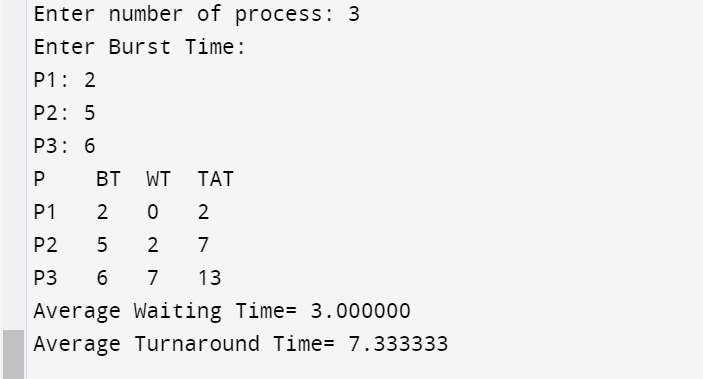 Enter number of process: 3
Enter Burst Time:
P1: 2
P2: 5
P3: 6
P BT WT TAT
P1 2 0 2
P2 5 2 7
P3 6 7 13
Average Waiting Time= 3.000000
Average Turnaround Time= 7.333333